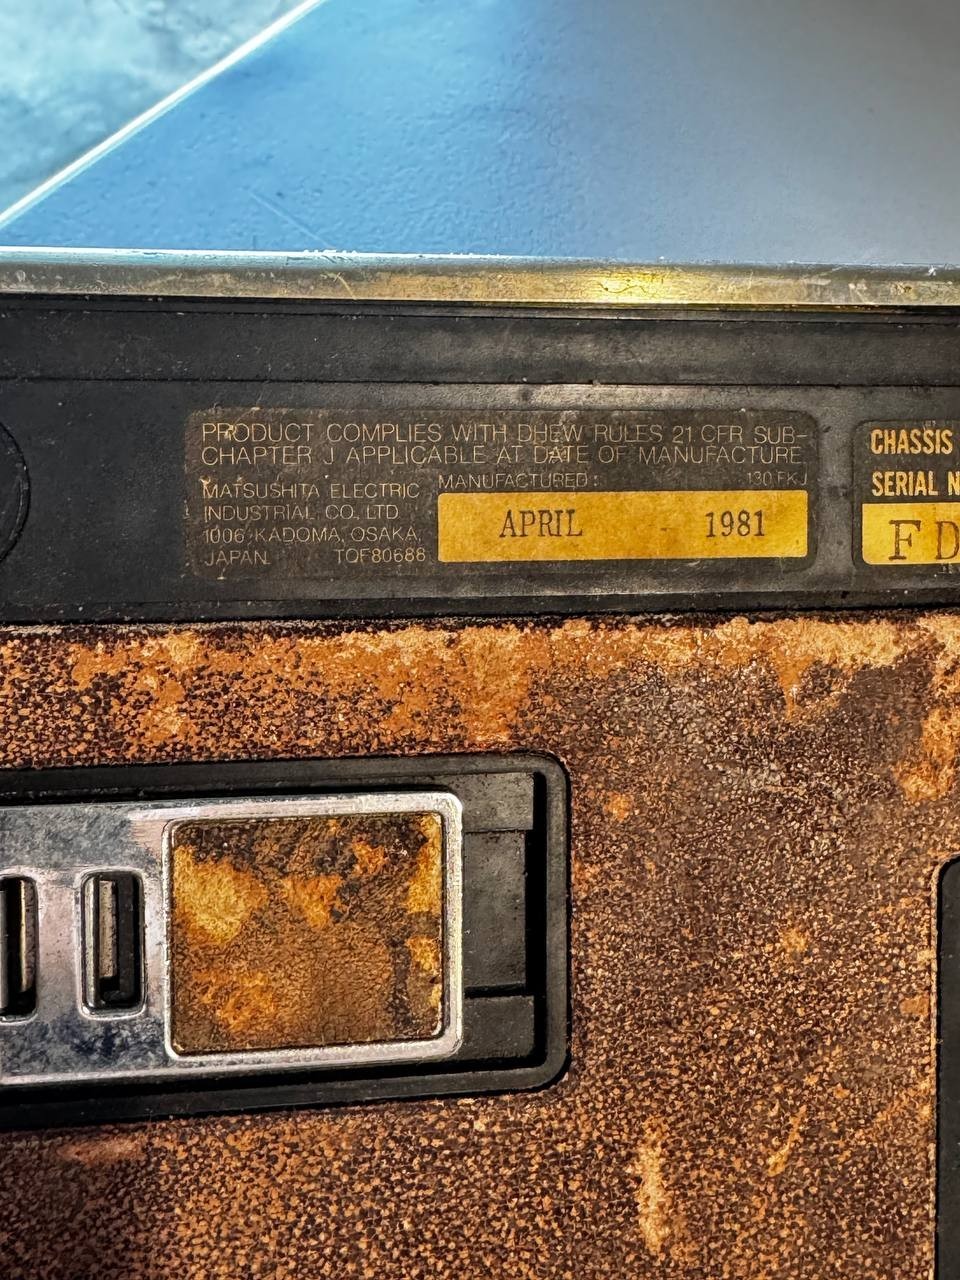 PRODUCT COMPLIES WITH DHEW RULES 21 CFR SUB-
CHAPTER J APPLICABLE AT DATE OF MANUFACTURE
MATSUSHITA ELECTRIC
INDUSTRIAL CO. LTD
1006 KADOMA, OSAKA,
JAPAN. TQF80688
MANUFACTURED: 130 FKJ
APRIL 1981
CHASSIS
SERIAL N
F D